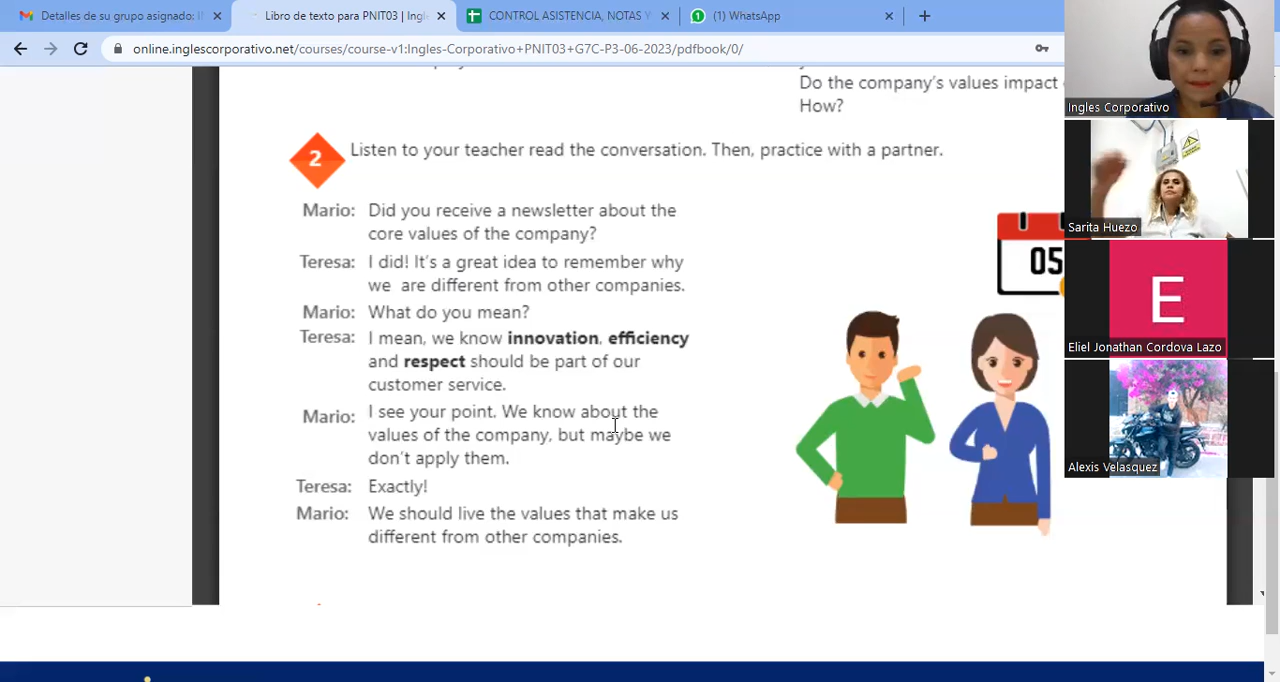 Detalles de su grupo asignado: I
Libro de texto para PNIT03 | Ingl
CONTROL ASISTENCIA, NOTAS Y
(1) WhatsApp
online.inglescorporativo.net/courses/course-v1:Ingles-Corporativo+PNIT03+G7C-P3-06-2023/pdfbook/0/
Do the company's values impact
How?
2 Listen to your teacher read the conversation. Then, practice with a partner.
Mario: Did you receive a newsletter about the
core values of the company?
Teresa: I did! It's a great idea to remember why
we are different from other companies.
Mario: What do you mean?
Teresa: I mean, we know innovation, efficiency
and respect should be part of our
customer service.
Mario: I see your point. We know about the
values of the company, but maybe we
don't apply them.
Teresa: Exactly!
Mario: We should live the values that make us
different from other companies.
05
Ingles Corporativo
Sarita Huezo
E
Eliel Jonathan Cordova Lazo
Alexis Velasquez